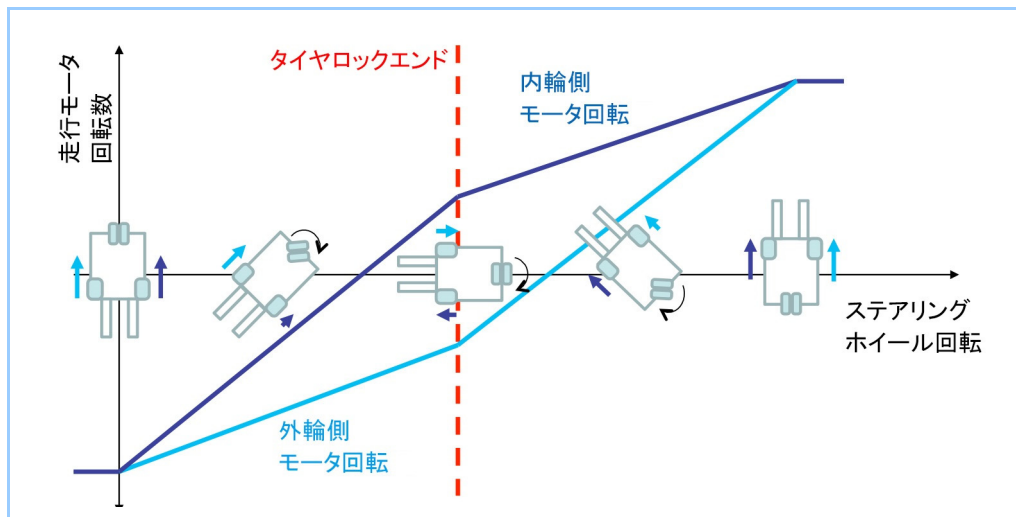 タイヤロックエンド
走行モータ
回転数
内輪側
モータ回転
外輪側
モータ回転
ステアリング
ホイール回転